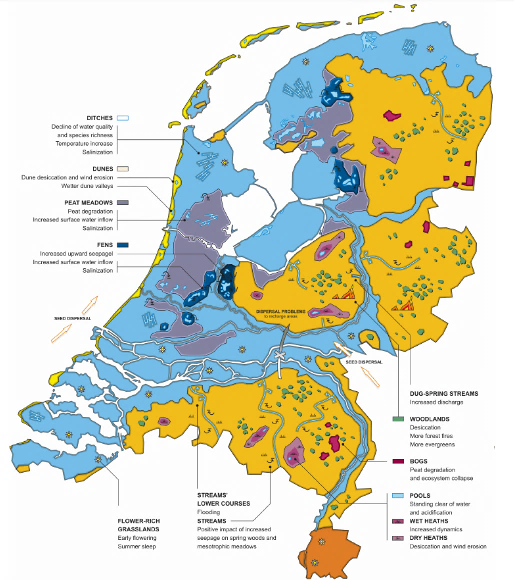 DITCHES
Decline of water quality
and species richness
Temperature increase
Salinization
DUNES
Dune desiccation and wind erosion
Wetter dune valleys
PEAT MEADOWS
Peat degradation
Increased surface water inflow
Salinization
FENS
Increased upward seepagel
Increased surface water inflow
Salinization
SEED DISPERSAL
DISPERSAL PROBLEMS
to recharge areas
SEED DISPERSAL
DUG-SPRING STREAMS
Increased discharge
WOODLANDS
Desiccation
More forest fires
More evergreens
BOGS
Peat degradation
and ecosystem collapse
POOLS
Standing clear of water
and acidification
WET HEATHS
Increased dynamics
DRY HEATHS
Desiccation and wind erosion
STREAMS'
LOWER COURSES
Flooding
STREAMS
Positive impact of increased
seepage on spring woods and
mesotrophic meadows
FLOWER-RICH
GRASSLANDS
Early flowering
Summer sleep